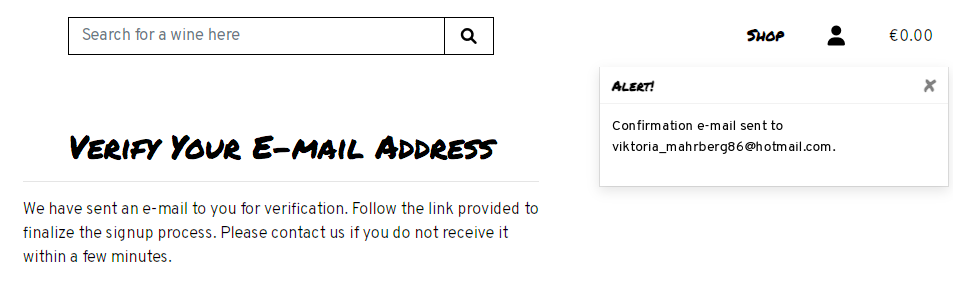 Search for a wine here
Shop
€0.00
Alert!
Confirmation e-mail sent to
viktoria_mahrberg86@hotmail.com.
Verify Your E-mail Address
We have sent an e-mail to you for verification. Follow the link provided to
finalize the signup process. Please contact us if you do not receive it
within a few minutes.